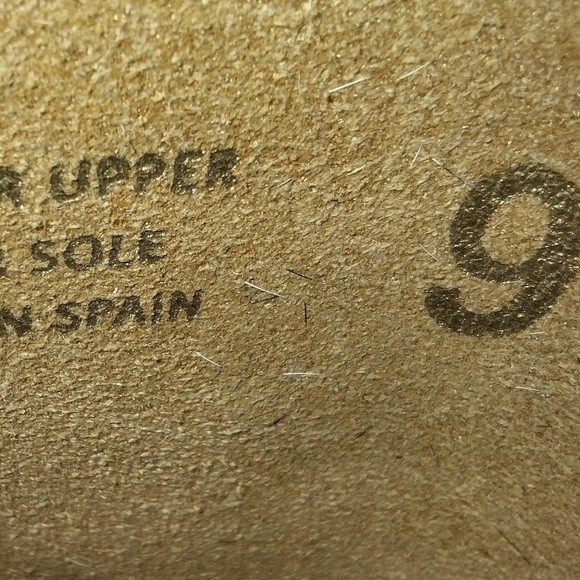 R UPPER
SOLE
N SPAIN
9